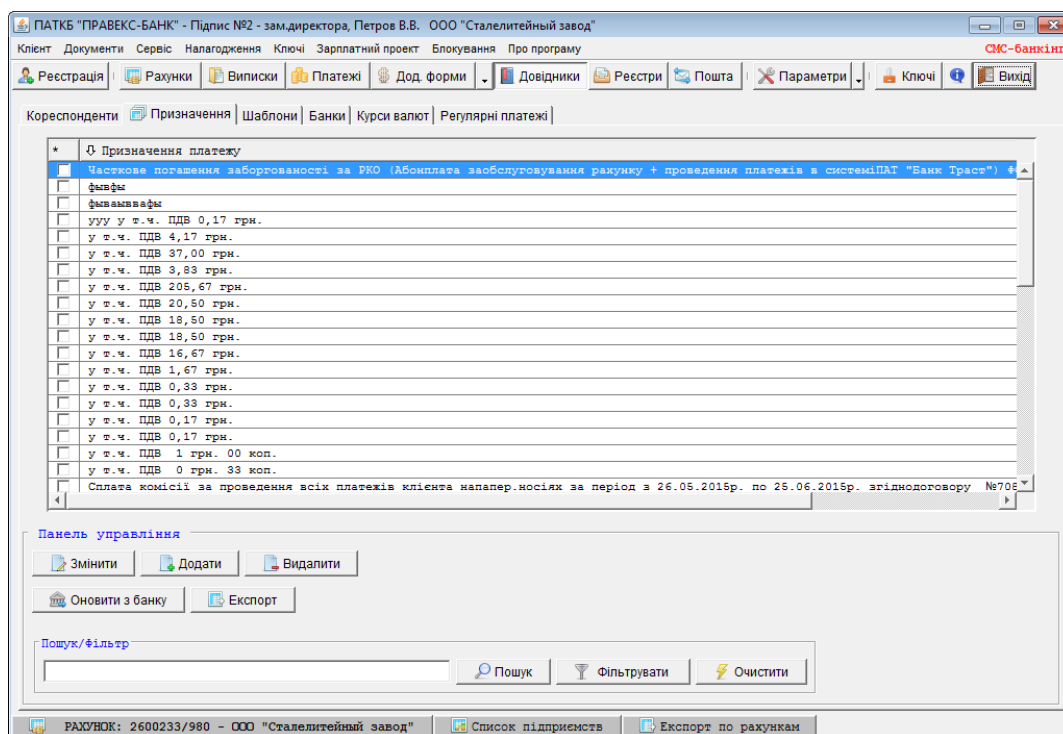 ПАТКБ "ПРАВЕКС-БАНК" - Підпис №2 - зам.директора, Петров В.В.   ООО "Сталелитейный завод"
Клієнт Документи Сервіс Налагодження Ключі Зарплатний проект Блокування Про програму СМС-банкінг
Реєстрація Рахунки Виписки Платежі Дод. форми Довідники Реєстри Пошта Параметри Ключі Вихід
Кореспонденти Призначення Шаблони Банки Курси валют Регулярні платежі
* Призначення платежу
Часткове погашення заборгованості за РКО (Абонплата заобслуговування рахунку + проведення платежів в системіПАТ "Банк Траст")
фывфы
фываыввафы
ууу у т.ч. ПДВ 0,17 грн.
у т.ч. ПДВ 4,17 грн.
у т.ч. ПДВ 37,00 грн.
у т.ч. ПДВ 3,83 грн.
у т.ч. ПДВ 205,67 грн.
у т.ч. ПДВ 20,50 грн.
у т.ч. ПДВ 18,50 грн.
у т.ч. ПДВ 18,50 грн.
у т.ч. ПДВ 16,67 грн.
у т.ч. ПДВ 1,67 грн.
у т.ч. ПДВ 0,33 грн.
у т.ч. ПДВ 0,33 грн.
у т.ч. ПДВ 0,17 грн.
у т.ч. ПДВ 0,17 грн.
у т.ч. ПДВ  1 грн. 00 коп.
у т.ч. ПДВ  0 грн. 33 коп.
Сплата комісії за проведення всіх платежів клієнта напапер.носіях за період з 26.05.2015р. по 25.06.2015р. згіднодоговору №708
Панель управління
Змінити Додати Видалити
Оновити з банку Експорт
Пошук/Фільтр
Пошук Фільтрувати Очистити
РАХУНОК: 2600233/980 - ООО "Сталелитейный завод" Список підприємств Експорт по рахункам